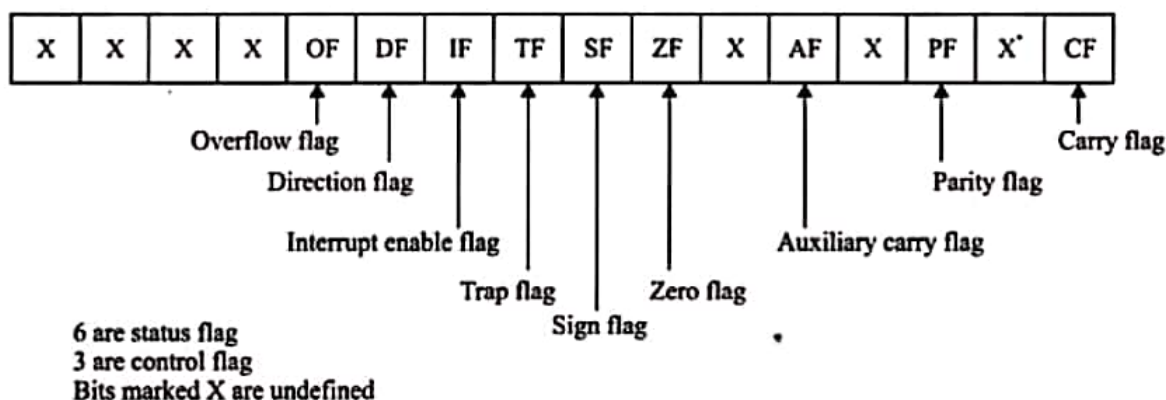 X X X X OF DF IF TF SF ZF X AF X PF X CF
Overflow flag
Carry flag
Direction flag
Parity flag
Interrupt enable flag
Auxiliary carry flag
Trap flag
Zero flag
Sign flag
6 are status flag
3 are control flag
Bits marked X are undefined